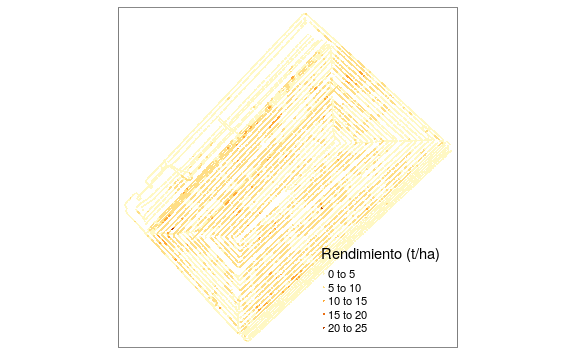 Rendimiento (t/ha)
0 to 5
5 to 10
10 to 15
15 to 20
20 to 25